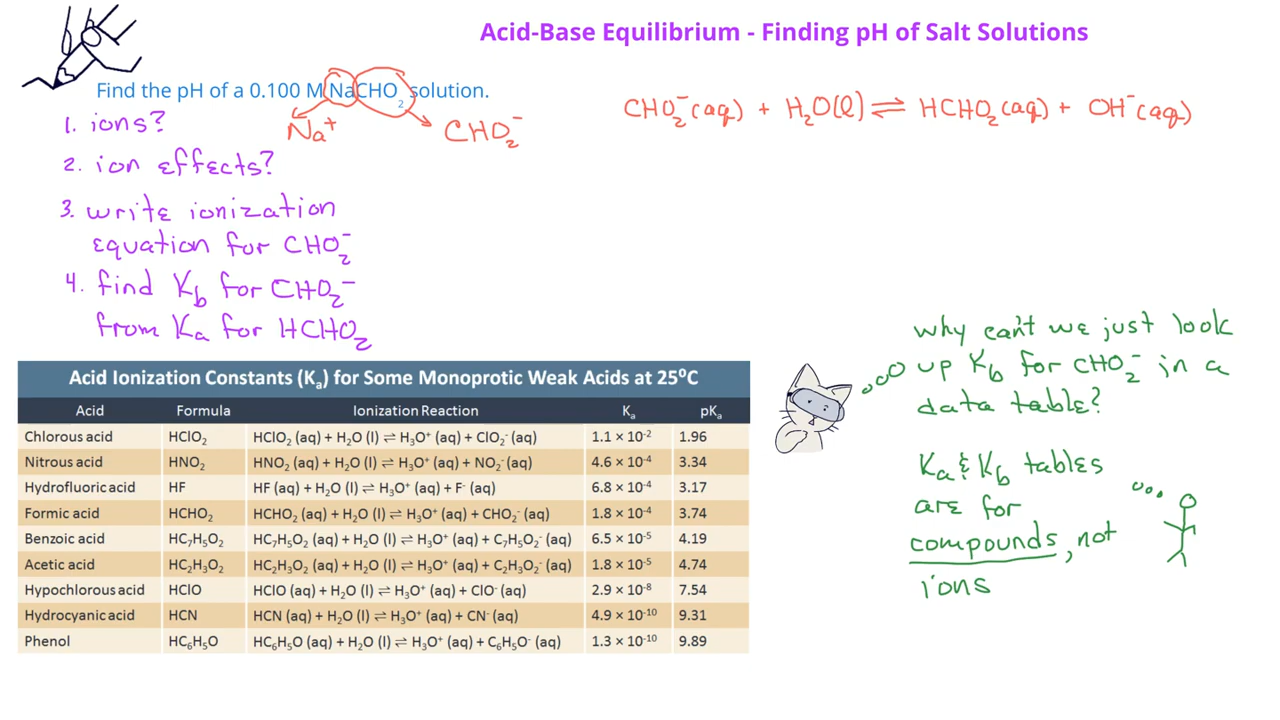 Acid-Base Equilibrium - Finding pH of Salt Solutions
Find the pH of a 0.100 M NaCHO₂ solution.
Na⁺ CHO₂⁻
CHO₂⁻(aq) + H₂O(l) ⇌ HCHO₂(aq) + OH⁻(aq)
1. ions?
2. ion effects?
3. write ionization
equation for CHO₂⁻
4. find Kb for CHO₂⁻
from Ka for HCHO₂
Acid Ionization Constants (Ka) for Some Monoprotic Weak Acids at 25⁰C
Acid Formula Ionization Reaction Ka pKa
Chlorous acid HClO₂ HClO₂ (aq) + H₂O (l) ⇌ H₃O⁺ (aq) + ClO₂⁻ (aq) 1.1 × 10⁻² 1.96
Nitrous acid HNO₂ HNO₂ (aq) + H₂O (l) ⇌ H₃O⁺ (aq) + NO₂⁻ (aq) 4.6 × 10⁻⁴ 3.34
Hydrofluoric acid HF HF (aq) + H₂O (l) ⇌ H₃O⁺ (aq) + F⁻ (aq) 6.8 × 10⁻⁴ 3.17
Formic acid HCHO₂ HCHO₂ (aq) + H₂O (l) ⇌ H₃O⁺ (aq) + CHO₂⁻ (aq) 1.8 × 10⁻⁴ 3.74
Benzoic acid HC₇H₅O₂ HC₇H₅O₂ (aq) + H₂O (l) ⇌ H₃O⁺ (aq) + C₇H₅O₂⁻ (aq) 6.5 × 10⁻⁵ 4.19
Acetic acid HC₂H₃O₂ HC₂H₃O₂ (aq) + H₂O (l) ⇌ H₃O⁺ (aq) + C₂H₃O₂⁻ (aq) 1.8 × 10⁻⁵ 4.74
Hypochlorous acid HClO HClO (aq) + H₂O (l) ⇌ H₃O⁺ (aq) + ClO⁻ (aq) 2.9 × 10⁻⁸ 7.54
Hydrocyanic acid HCN HCN (aq) + H₂O (l) ⇌ H₃O⁺ (aq) + CN⁻ (aq) 4.9 × 10⁻¹⁰ 9.31
Phenol HC₆H₅O HC₆H₅O (aq) + H₂O (l) ⇌ H₃O⁺ (aq) + C₆H₅O⁻ (aq) 1.3 × 10⁻¹⁰ 9.89
why can't we just look
up Kb for CHO₂⁻ in a
data table?
Ka & Kb tables
are for
compounds, not
ions